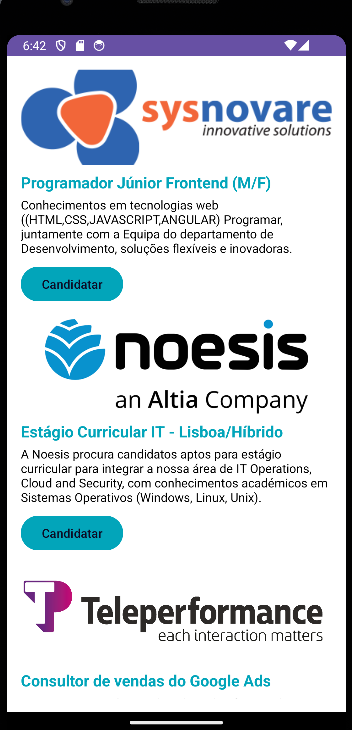 6:42
sysnovare
innovative solutions
Programador Júnior Frontend (M/F)
Conhecimentos em tecnologias web
((HTML,CSS,JAVASCRIPT,ANGULAR) Programar,
juntamente com a Equipa do departamento de
Desenvolvimento, soluções flexíveis e inovadoras.
Candidatar
noesis
an Altia Company
Estágio Curricular IT - Lisboa/Híbrido
A Noesis procura candidatos aptos para estágio
curricular para integrar a nossa área de IT Operations,
Cloud and Security, com conhecimentos académicos em
Sistemas Operativos (Windows, Linux, Unix).
Candidatar
Teleperformance
each interaction matters
Consultor de vendas do Google Ads